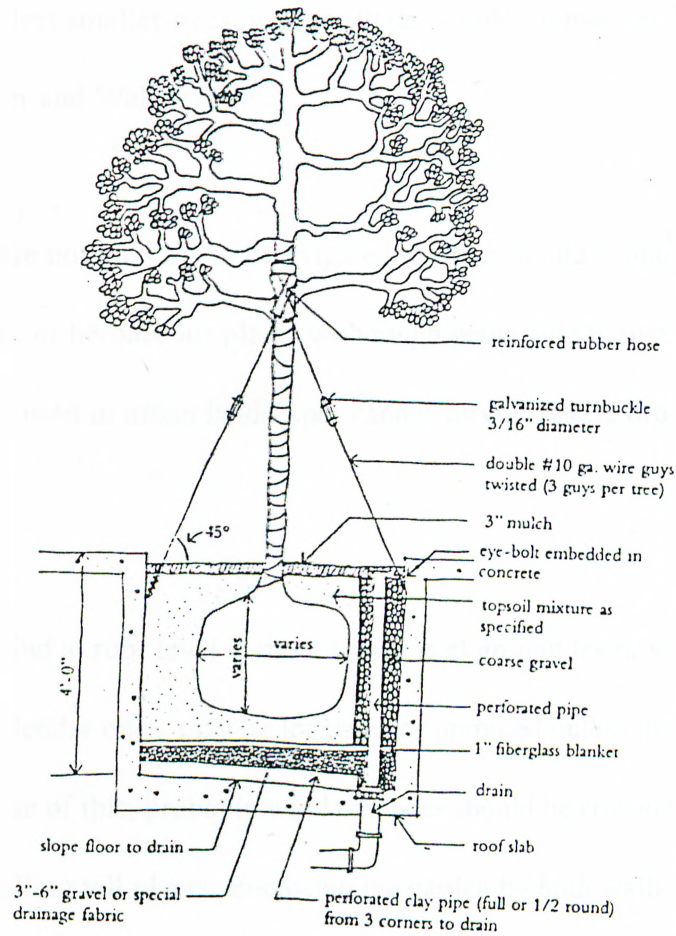 reinforced rubber hose
galvanized turnbuckle
3/16" diameter
double #10 ga. wire guys
twisted (3 guys per tree)
3" mulch
45°
eye-bolt embedded in
concrete
topsoil mixture as
specified
varies
varies
coarse gravel
4'-0"
perforated pipe
1" fiberglass blanket
drain
slope floor to drain
roof slab
3"-6" gravel or special
drainage fabric
perforated clay pipe (full or 1/2 round)
from 3 corners to drain